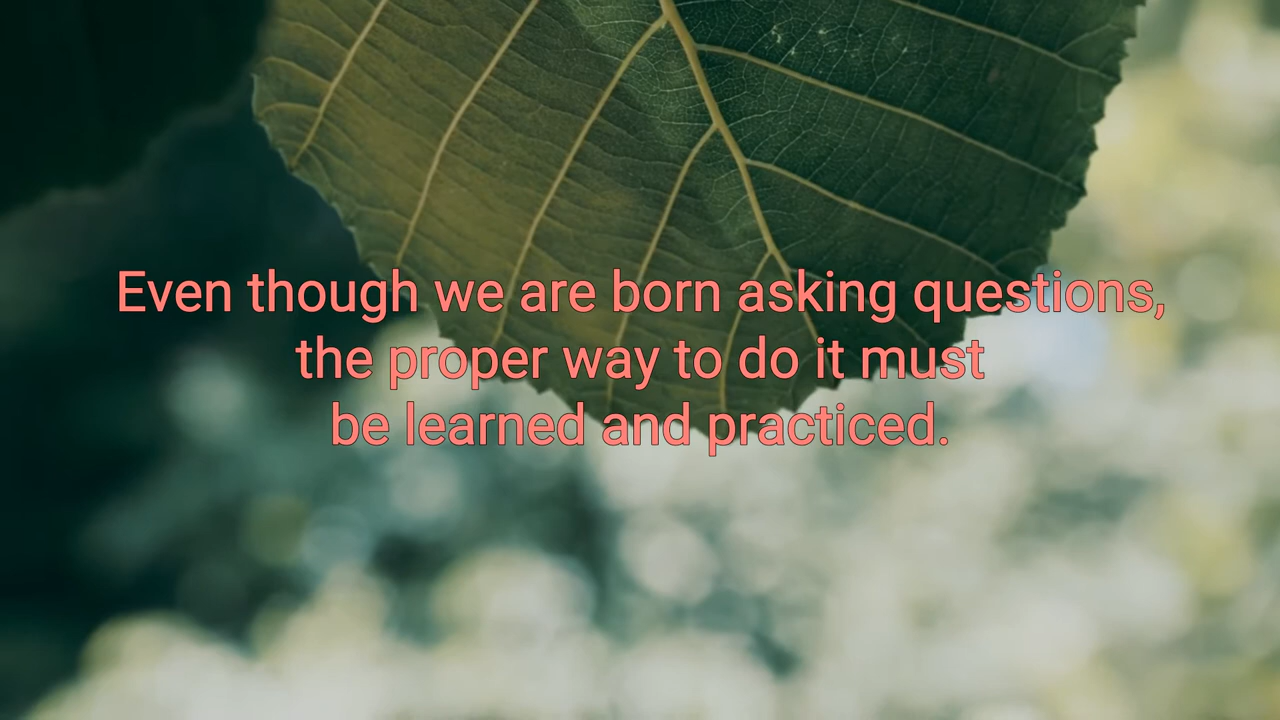 Even though we are born asking questions,
the proper way to do it must
be learned and practiced.